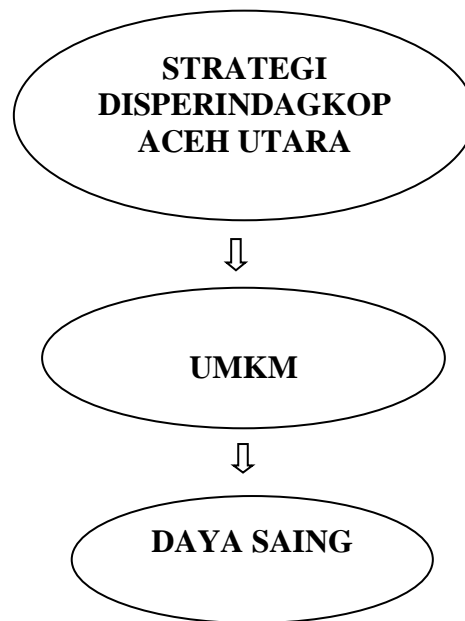 STRATEGI
DISPERINDAGKOP
ACEH UTARA
UMKM
DAYA SAING